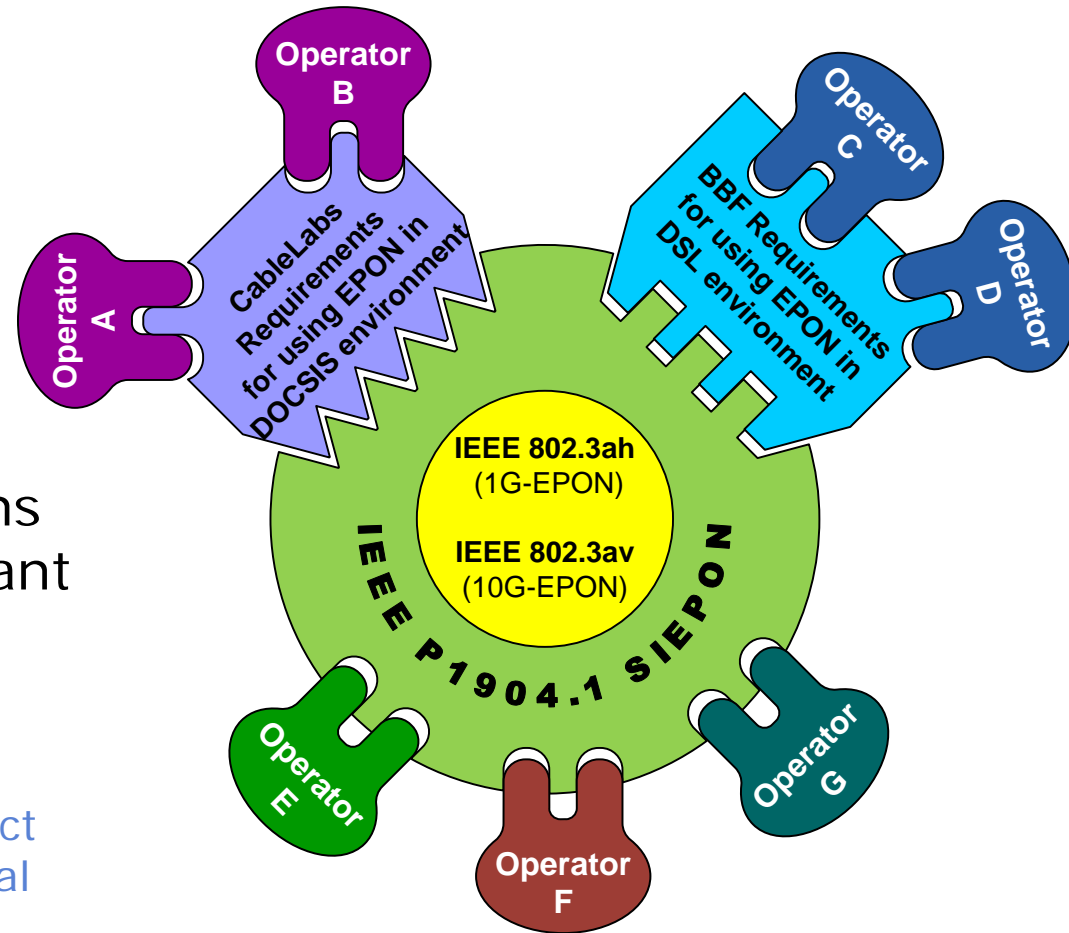 Operator
B
Operator
A
CableLabs
Requirements
for using EPON in
DOCSIS environment
Operator
C
Operator
D
BBF Requirements
for using EPON in
DSL environment
IEEE 802.3ah
(1G-EPON)
IEEE 802.3av
(10G-EPON)
IEEE P1904.1 SIEPON
ns
ant
ct
al
Operator
E
Operator
F
Operator
G